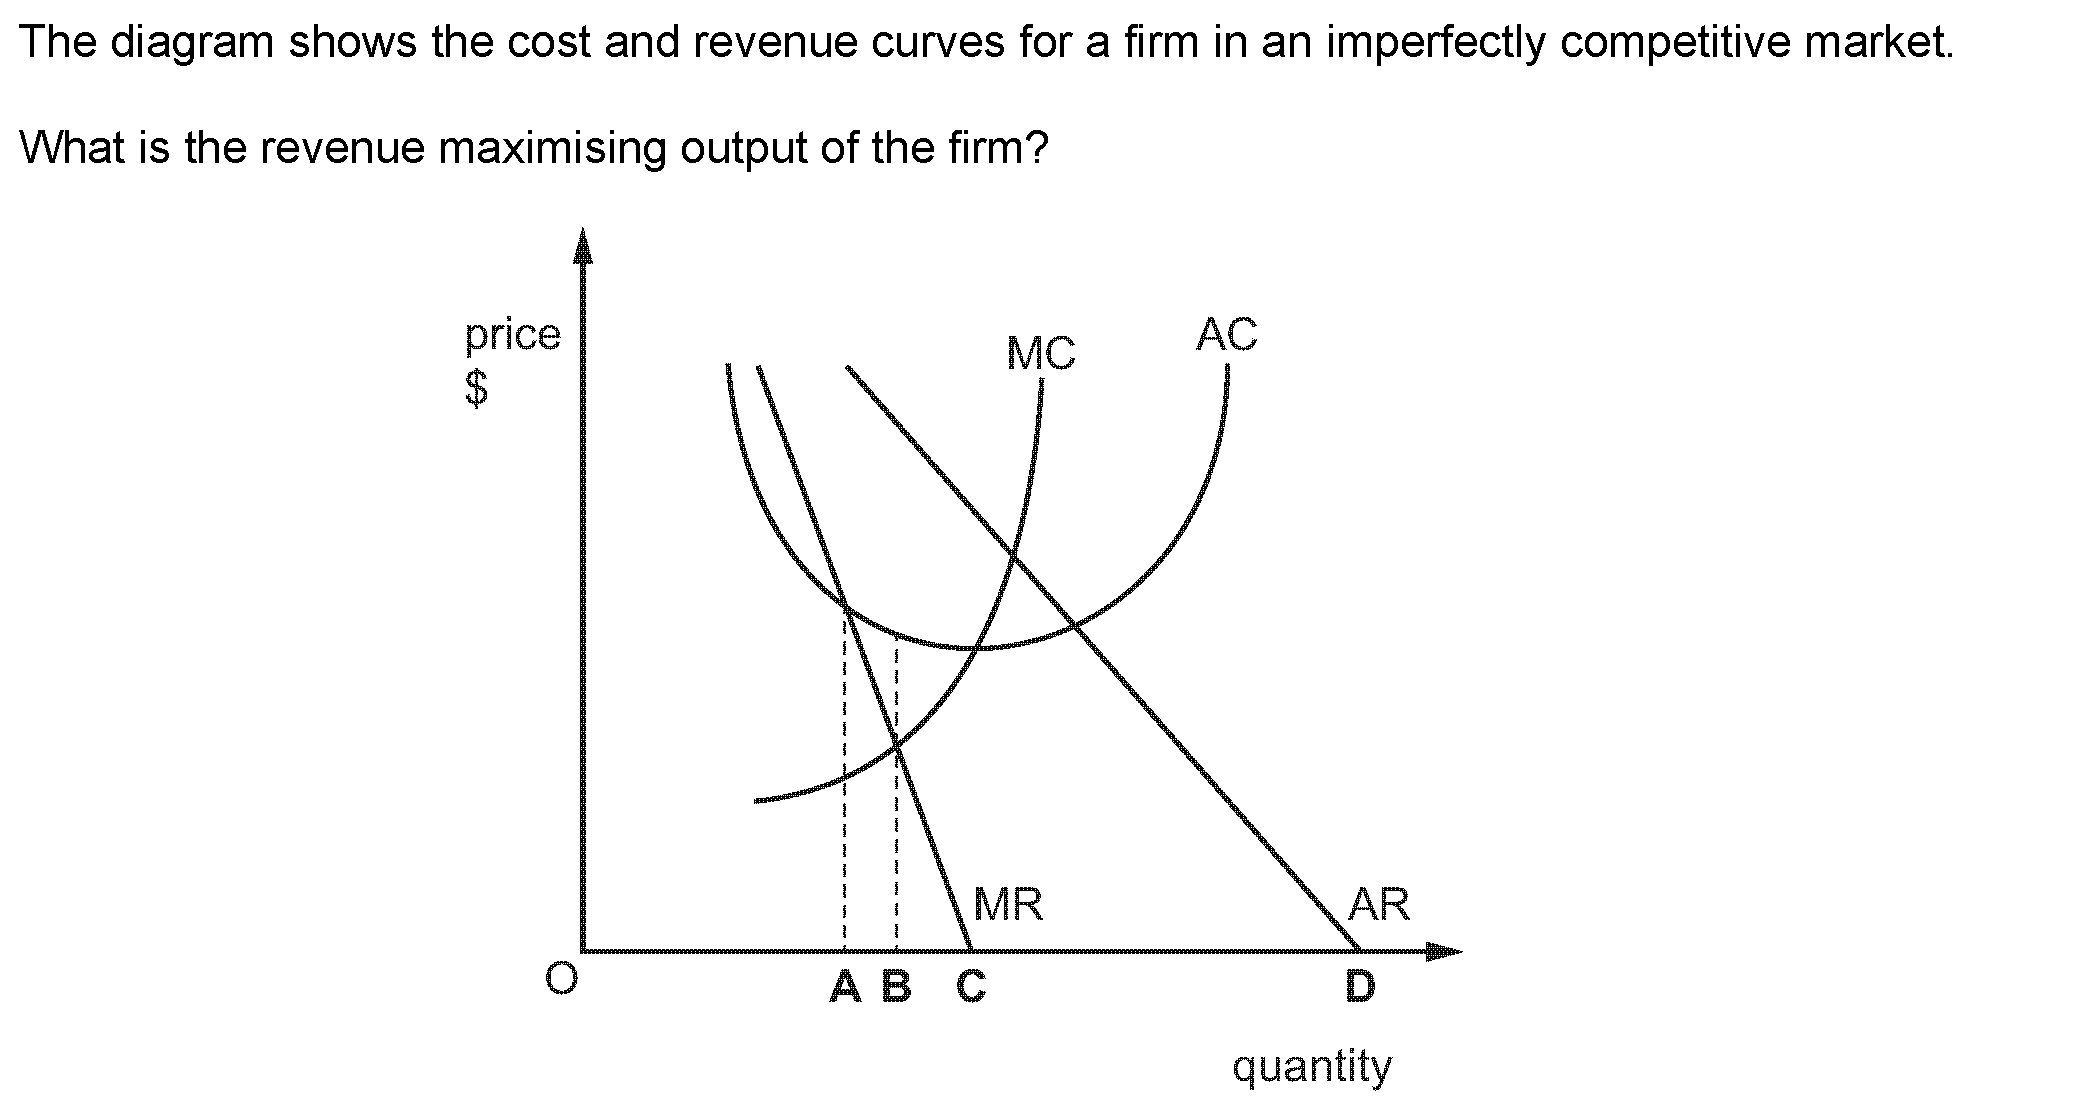 The diagram shows the cost and revenue curves for a firm in an imperfectly competitive market.
What is the revenue maximising output of the firm?
price
$
MC
AC
MR
AR
O
A
B
C
D
quantity